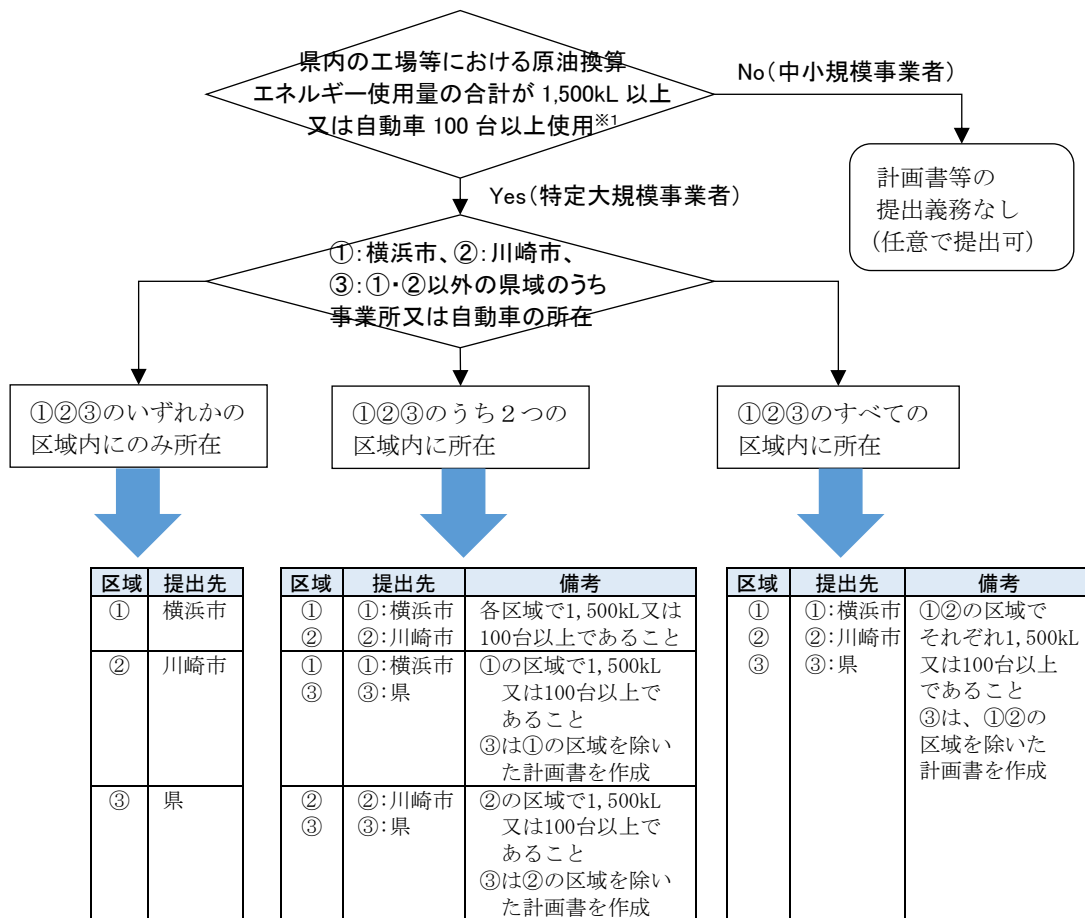 県内の工場等における原油換算
エネルギー使用量の合計が 1,500kL 以上
又は自動車 100 台以上使用※1
No(中小規模事業者)
計画書等の
提出義務なし
(任意で提出可)
Yes(特定大規模事業者)
①:横浜市、②:川崎市、
③:①・②以外の県域のうち
事業所又は自動車の所在
①②③のいずれかの
区域内にのみ所在
①②③のうち２つの
区域内に所在
①②③のすべての
区域内に所在
区域 提出先
① 横浜市
② 川崎市
③ 県
区域 提出先 備考
① ①:横浜市 各区域で1,500kL又は
② ②:川崎市 100台以上であること
① ①:横浜市 ①の区域で1,500kL
③ ③:県 又は100台以上で
あること
③は①の区域を除い
た計画書を作成
② ②:川崎市 ②の区域で1,500kL
③ ③:県 又は100台以上で
あること
③は②の区域を除い
た計画書を作成
区域 提出先 備考
① ①:横浜市 ①②の区域で
② ②:川崎市 それぞれ1,500kL
③ ③:県 又は100台以上
であること
③は、①②の
区域を除いた
計画書を作成